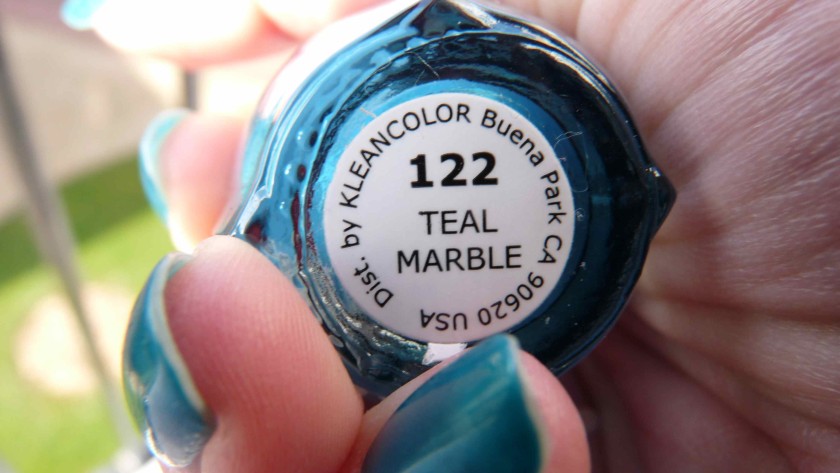 Dist. by KLEANCOLOR Buena Park CA 90620 USA
122
TEAL
MARBLE